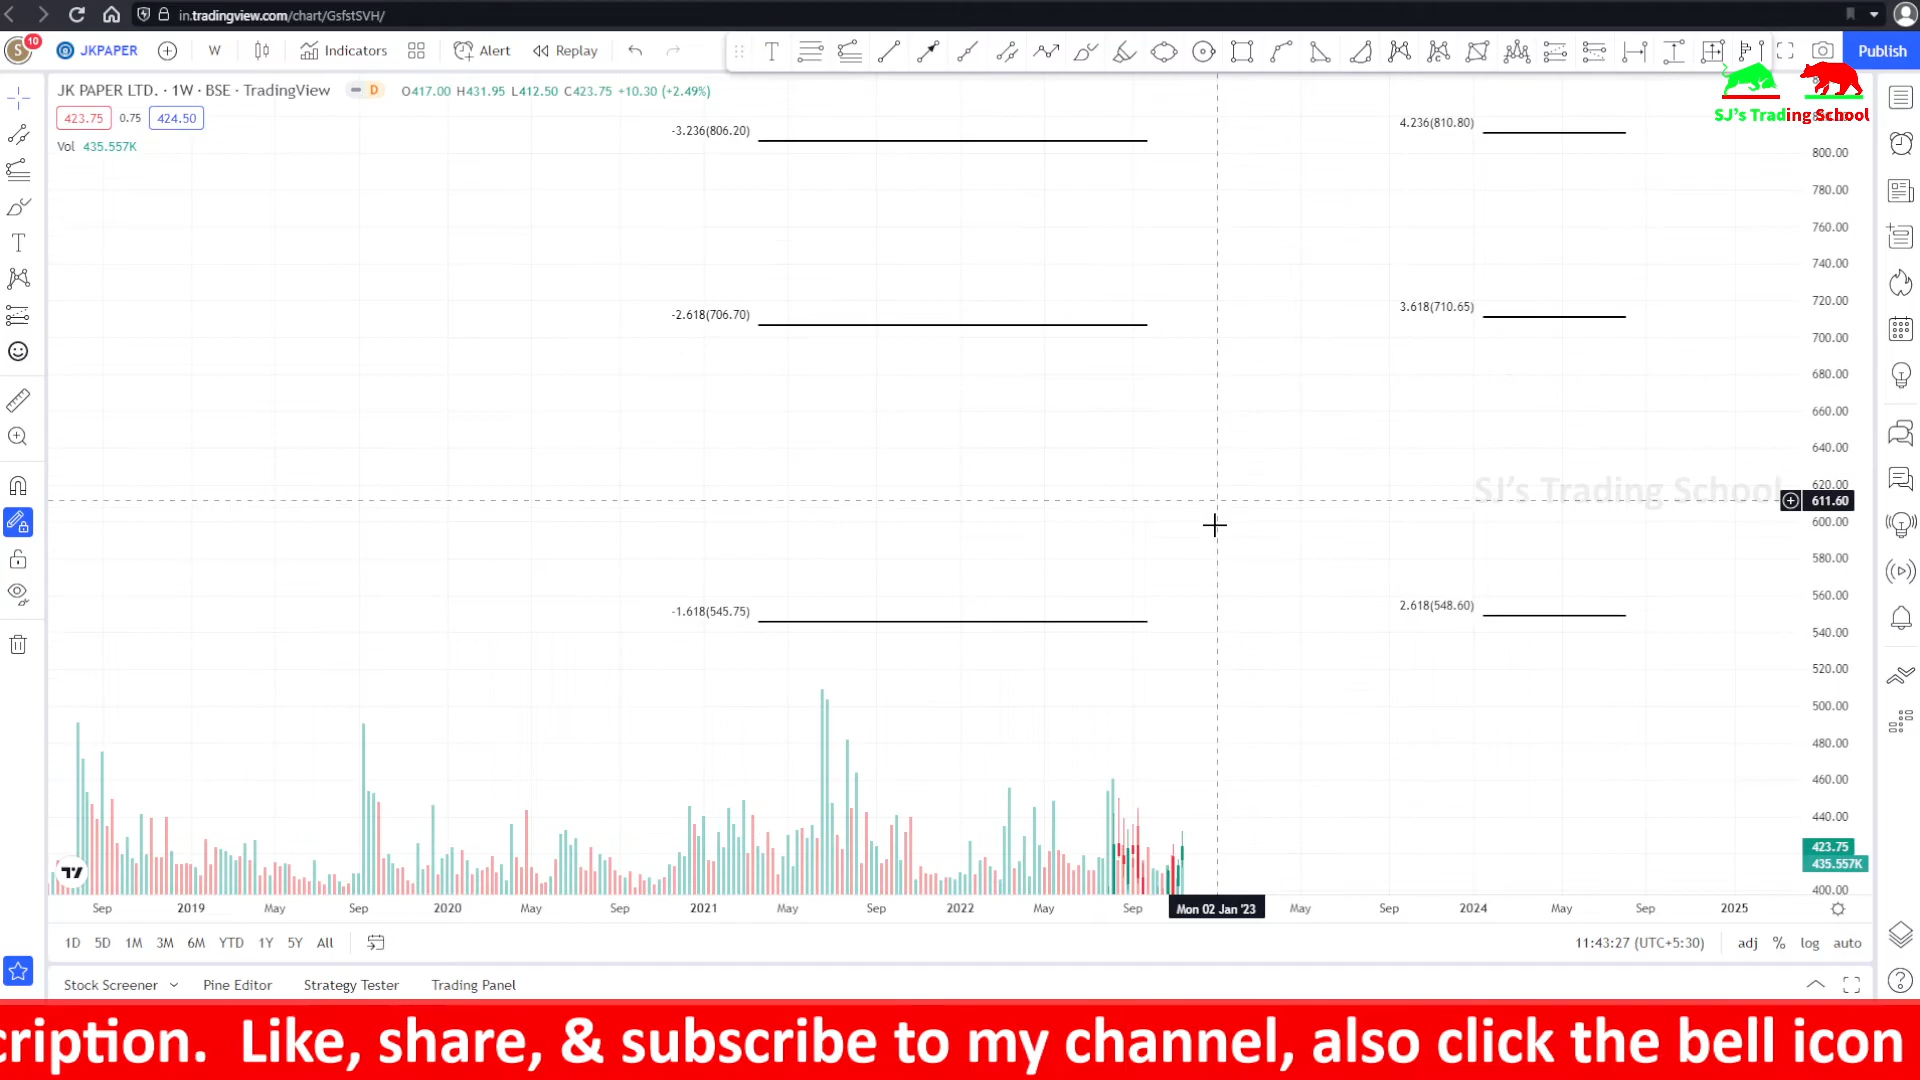 in.tradingview.com/chart/GsfstSVH/
S 10 JKPAPER W Indicators Alert Replay T Publish
JK PAPER LTD. · 1W · BSE · TradingView D O417.00 H431.95 L412.50 C423.75 +10.30 (+2.49%)
423.75 0.75 424.50
Vol 435.557K
SJ's Trading School
-3.236(806.20)
4.236(810.80)
-2.618(706.70)
3.618(710.65)
-1.618(545.75)
2.618(548.60)
SJ's Trading School
800.00
780.00
760.00
740.00
720.00
700.00
680.00
660.00
640.00
620.00
611.60
600.00
580.00
560.00
540.00
520.00
500.00
480.00
460.00
440.00
423.75
435.557K
400.00
Sep 2019 May Sep 2020 May Sep 2021 May Sep 2022 May Sep Mon 02 Jan '23 May Sep 2024 May Sep 2025
1D 5D 1M 3M 6M YTD 1Y 5Y All 11:43:27 (UTC+5:30) adj % log auto
Stock Screener Pine Editor Strategy Tester Trading Panel
cription. Like, share, & subscribe to my channel, also click the bell icon